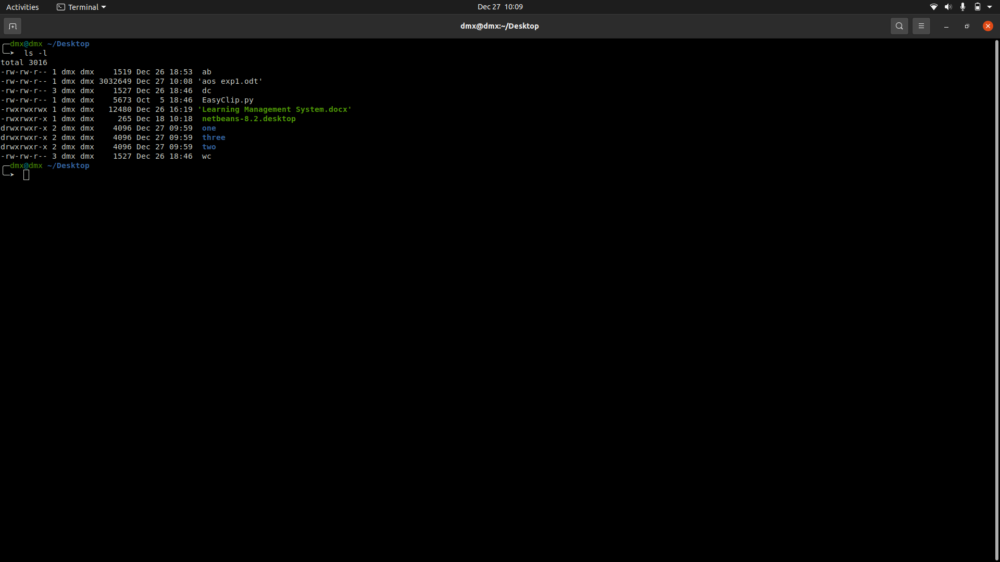 Activities Terminal Dec 27 10:09
dmx@dmx:~/Desktop
dmx@dmx ~/Desktop
ls -l
total 3016
-rw-rw-r-- 1 dmx dmx    1519 Dec 26 18:53  ab
-rw-rw-r-- 1 dmx dmx 3032649 Dec 27 10:08 'aos exp1.odt'
-rw-rw-r-- 3 dmx dmx    1527 Dec 26 18:46  dc
-rw-rw-r-- 1 dmx dmx    5673 Oct  5 18:46  EasyClip.py
-rwxrwxrwx 1 dmx dmx   12480 Dec 26 16:19 'Learning Management System.docx'
-rwxrwxr-x 1 dmx dmx     265 Dec 18 10:18  netbeans-8.2.desktop
drwxrwxr-x 2 dmx dmx    4096 Dec 27 09:59  one
drwxrwxr-x 2 dmx dmx    4096 Dec 27 09:59  three
drwxrwxr-x 2 dmx dmx    4096 Dec 27 09:59  two
-rw-rw-r-- 3 dmx dmx    1527 Dec 26 18:46  wc
dmx@dmx ~/Desktop